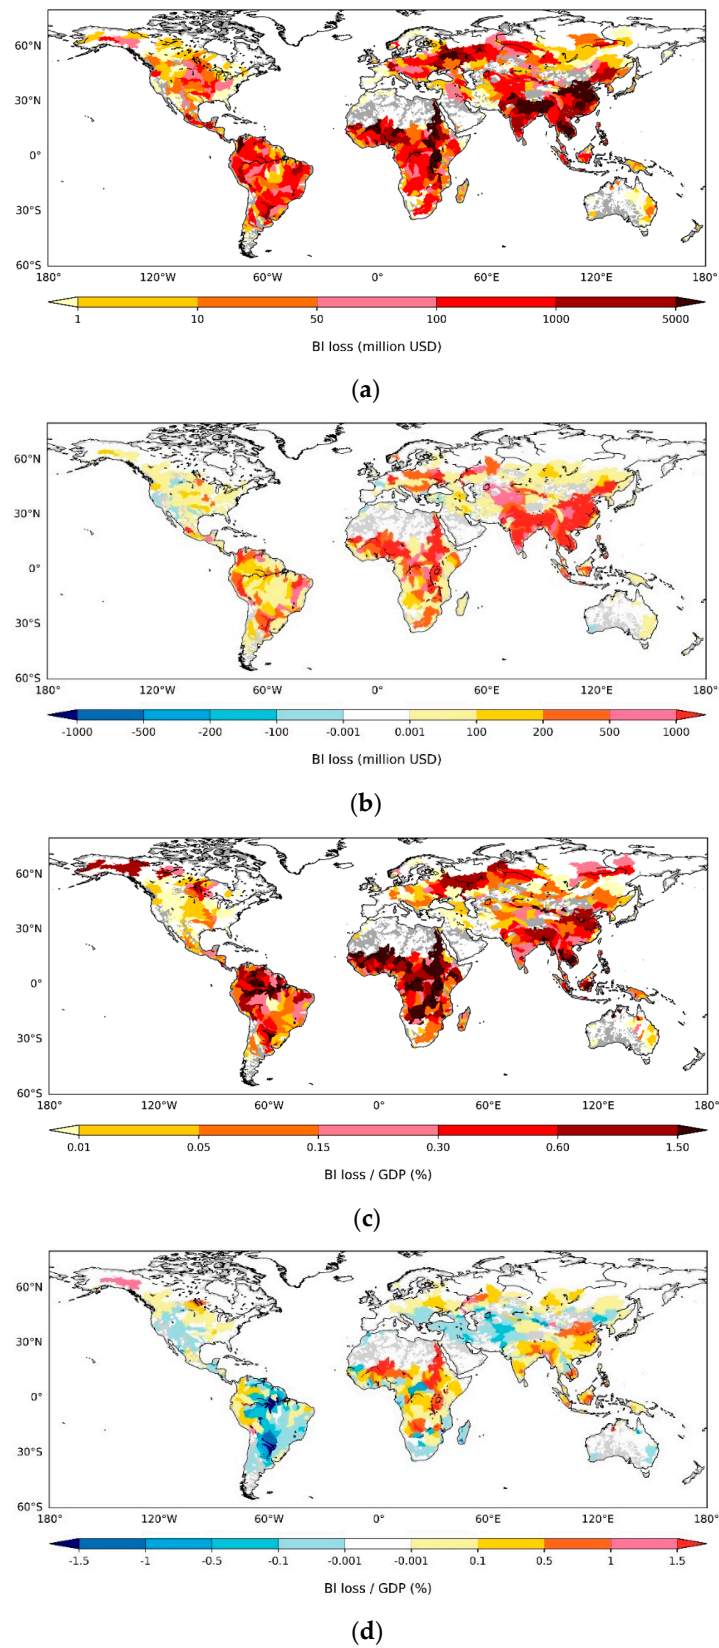 60°N
30°N
0°
30°S
60°S
180° 120°W 60°W 0° 60°E 120°E 180°
1 10 50 100 1000 5000
BI loss (million USD)
(a)
60°N
30°N
0°
30°S
60°S
180° 120°W 60°W 0° 60°E 120°E 180°
-1000 -500 -200 -100 -0.001 0.001 100 200 500 1000
BI loss (million USD)
(b)
60°N
30°N
0°
30°S
60°S
180° 120°W 60°W 0° 60°E 120°E 180°
0.01 0.05 0.15 0.30 0.60 1.50
BI loss / GDP (%)
(c)
60°N
30°N
0°
30°S
60°S
180° 120°W 60°W 0° 60°E 120°E 180°
-1.5 -1 -0.5 -0.1 -0.001 -0.001 0.1 0.5 1 1.5
BI loss / GDP (%)
(d)